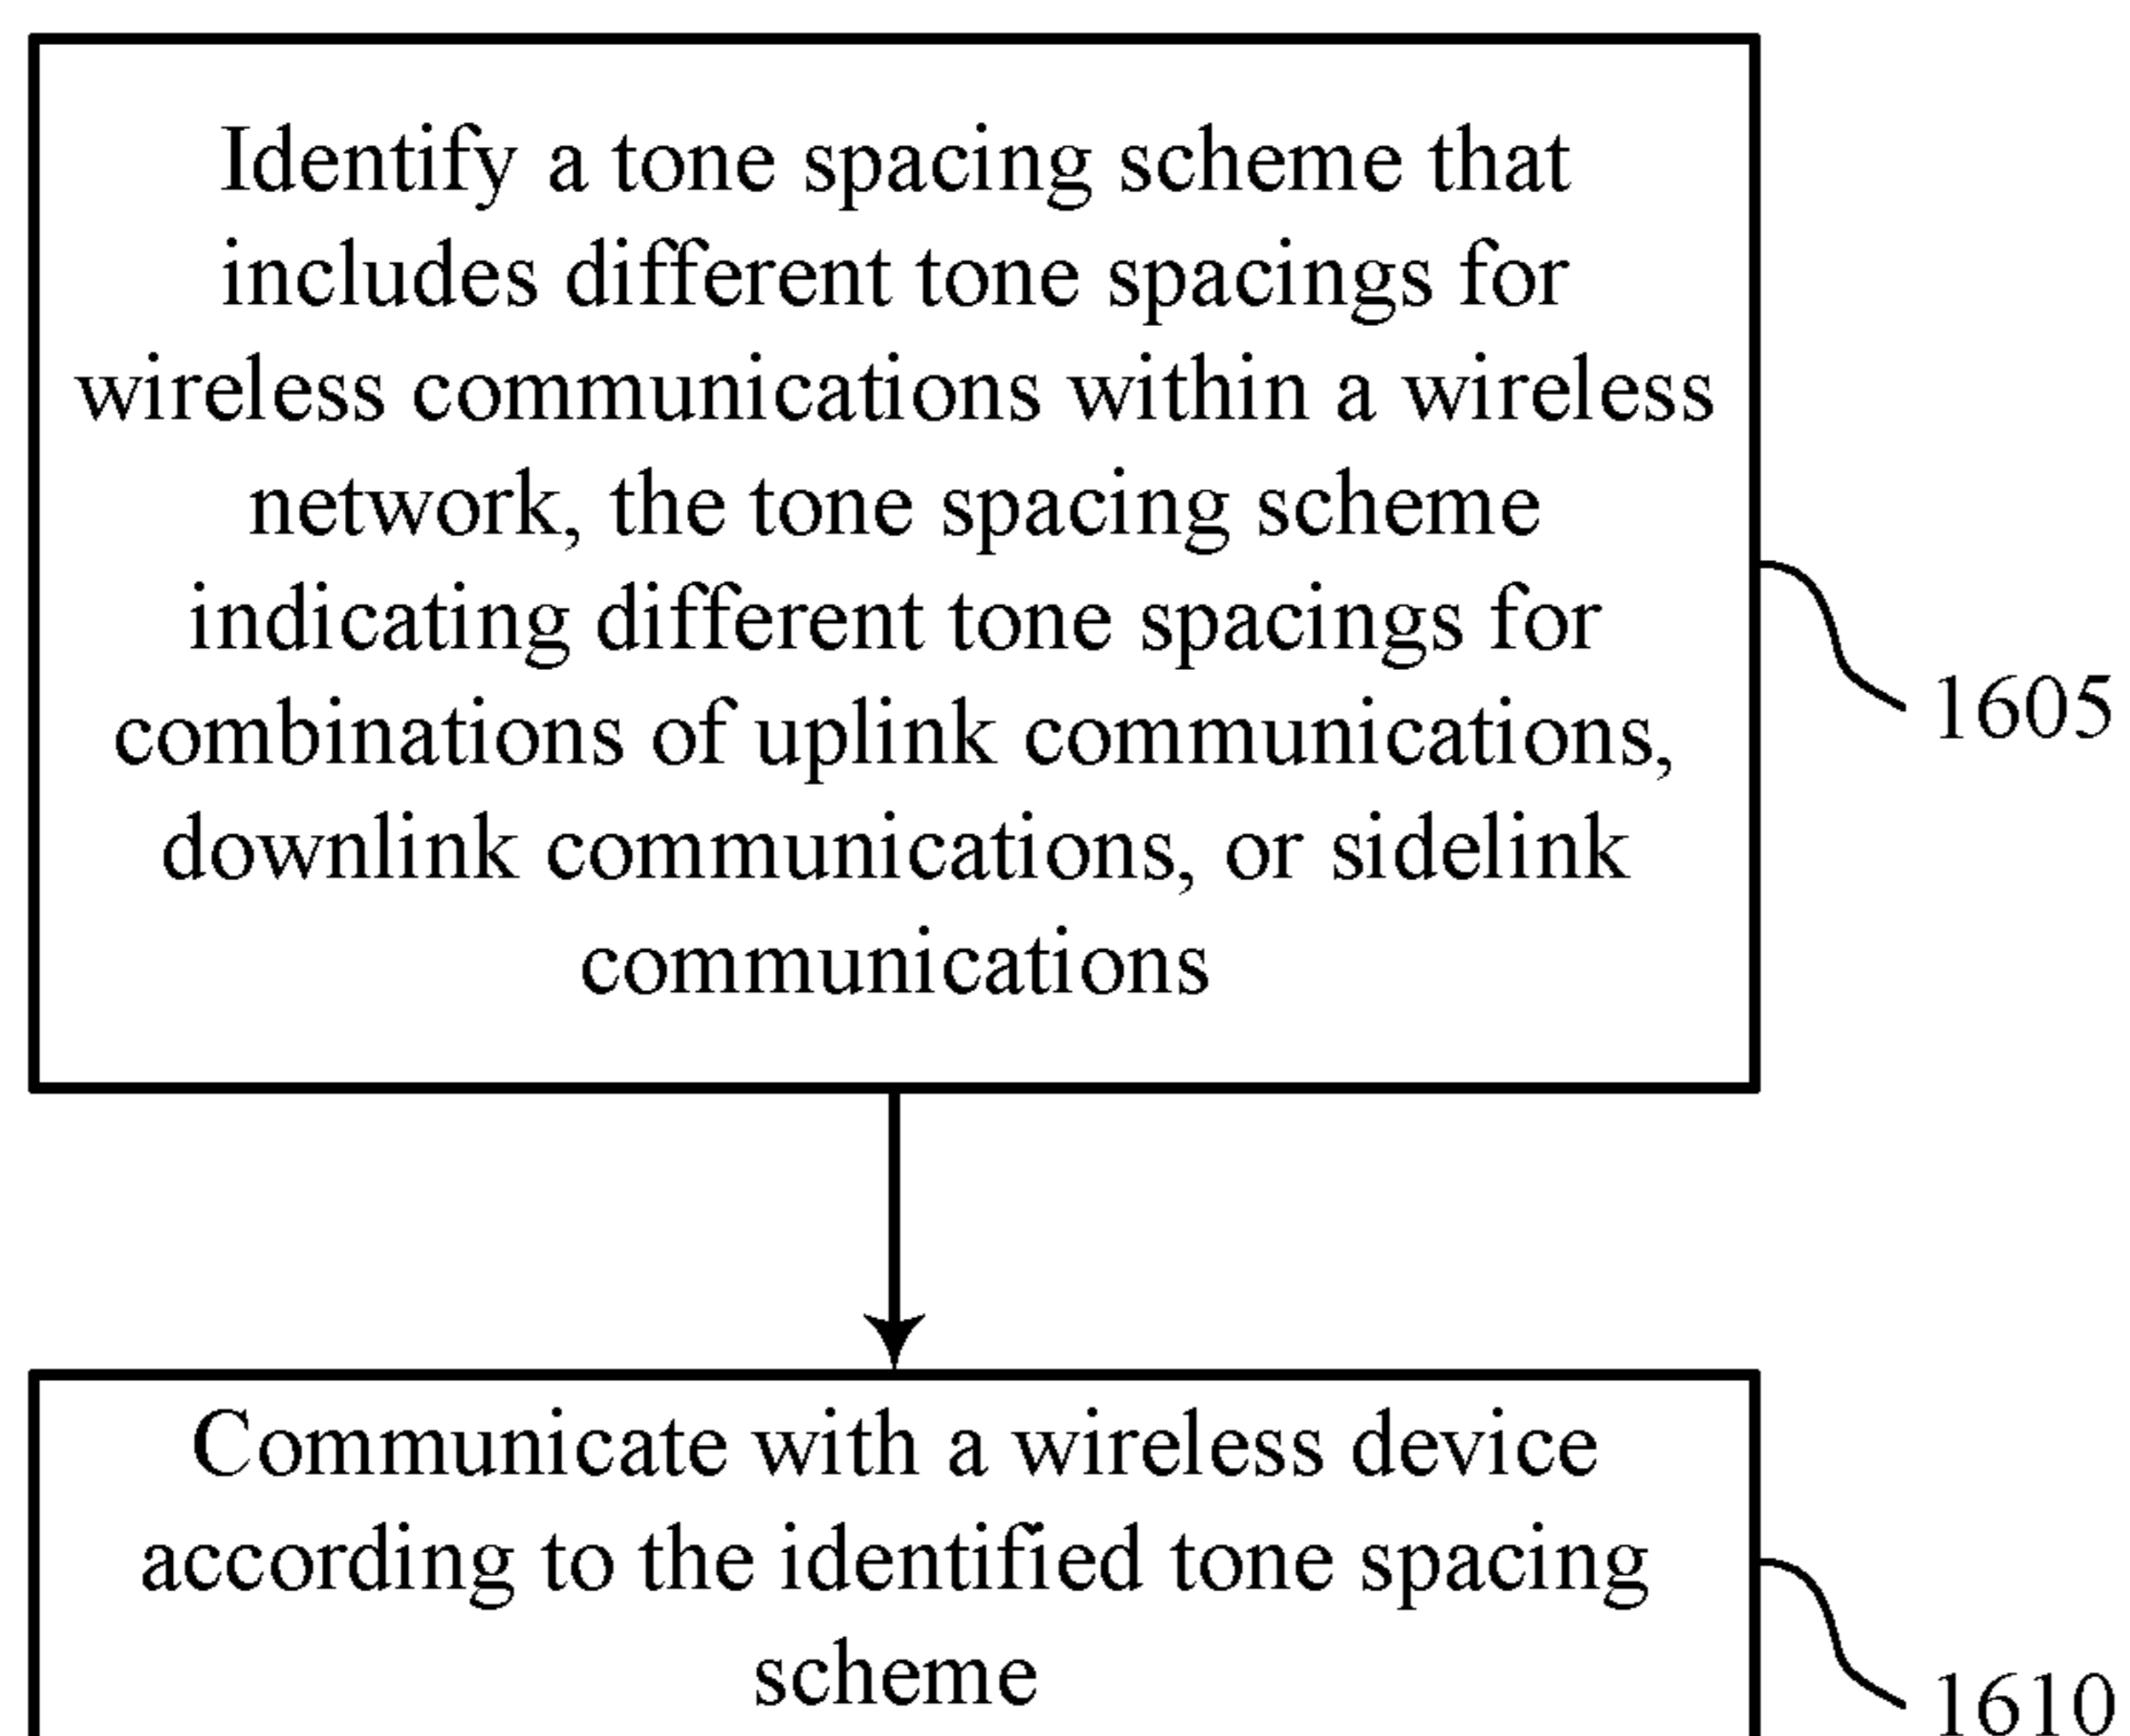 Identify a tone spacing scheme that
includes different tone spacings for
wireless communications within a wireless
network, the tone spacing scheme
indicating different tone spacings for
combinations of uplink communications,
downlink communications, or sidelink
communications
1605
Communicate with a wireless device
according to the identified tone spacing
scheme
1610